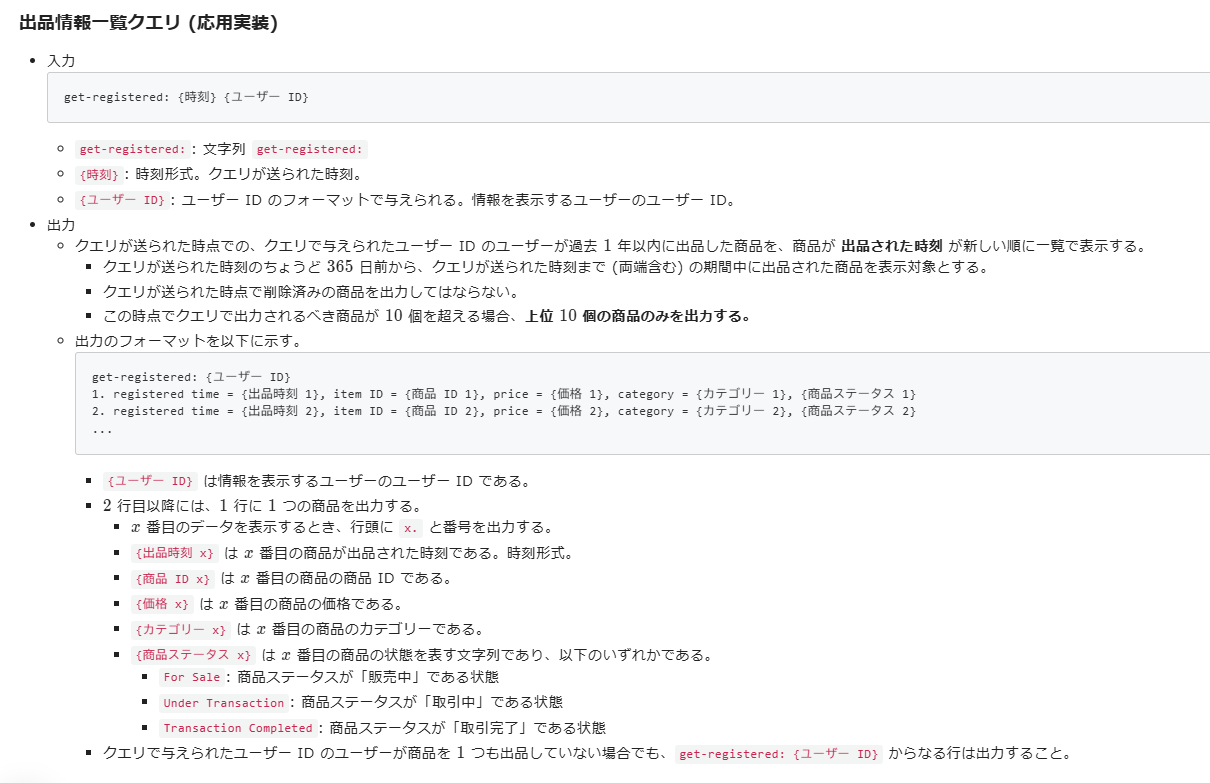 出品情報一覧クエリ (応用実装)
入力
get-registered: {時刻} {ユーザー ID}
get-registered: : 文字列 get-registered:
{時刻} : 時刻形式。クエリが送られた時刻。
{ユーザー ID} : ユーザー ID のフォーマットで与えられる。情報を表示するユーザーのユーザー ID。
出力
クエリが送られた時点での、クエリで与えられたユーザー ID のユーザーが過去 1 年以内に出品した商品を、商品が 出品された時刻 が新しい順に一覧で表示する。
クエリが送られた時刻のちょうど 365 日前から、クエリが送られた時刻まで (両端含む) の期間中に出品された商品を表示対象とする。
クエリが送られた時点で削除済みの商品を出力してはならない。
この時点でクエリで出力されるべき商品が 10 個を超える場合、上位 10 個の商品のみを出力する。
出力のフォーマットを以下に示す。
get-registered: {ユーザー ID}
1. registered time = {出品時刻 1}, item ID = {商品 ID 1}, price = {価格 1}, category = {カテゴリー 1}, {商品ステータス 1}
2. registered time = {出品時刻 2}, item ID = {商品 ID 2}, price = {価格 2}, category = {カテゴリー 2}, {商品ステータス 2}
...
{ユーザー ID} は情報を表示するユーザーのユーザー ID である。
2 行目以降には、1 行に 1 つの商品を出力する。
x 番目のデータを表示するとき、行頭に x. と番号を出力する。
{出品時刻 x} は x 番目の商品が出品された時刻である。時刻形式。
{商品 ID x} は x 番目の商品の商品 ID である。
{価格 x} は x 番目の商品の価格である。
{カテゴリー x} は x 番目の商品のカテゴリーである。
{商品ステータス x} は x 番目の商品の状態を表す文字列であり、以下のいずれかである。
For Sale : 商品ステータスが「販売中」である状態
Under Transaction : 商品ステータスが「取引中」である状態
Transaction Completed : 商品ステータスが「取引完了」である状態
クエリで与えられたユーザー ID のユーザーが商品を 1 つも出品していない場合でも、 get-registered: {ユーザー ID} からなる行は出力すること。